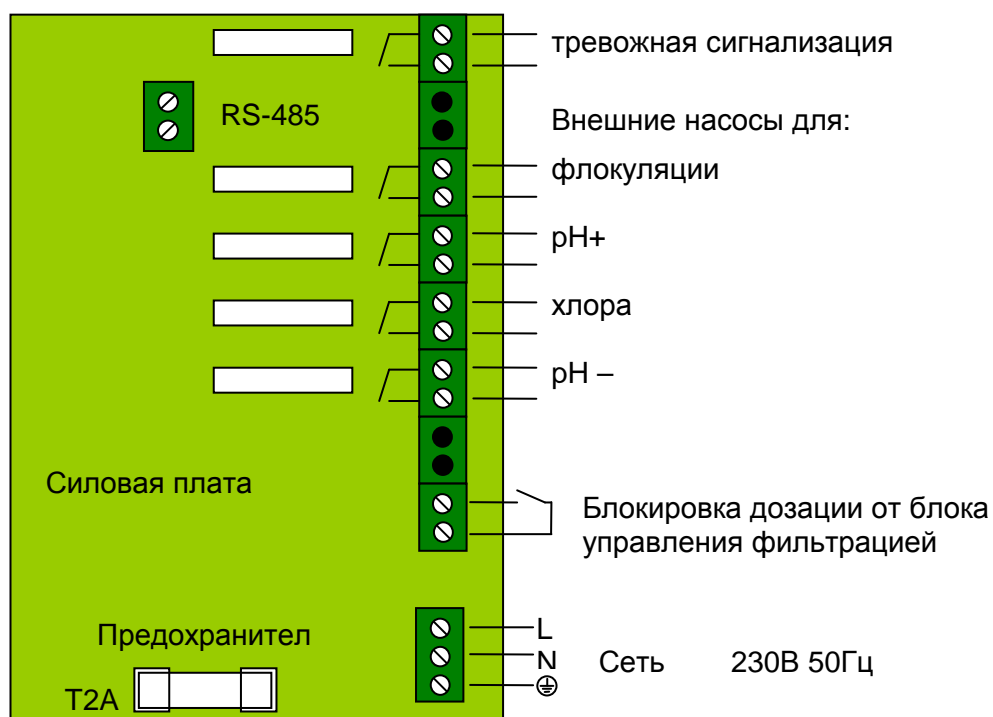 тревожная сигнализация
RS-485
Внешние насосы для:
флокуляции
pH+
хлора
pH –
Силовая плата
Блокировка дозации от блока
управления фильтрацией
Предохранител
L
N
Сеть 230В 50Гц
T2A